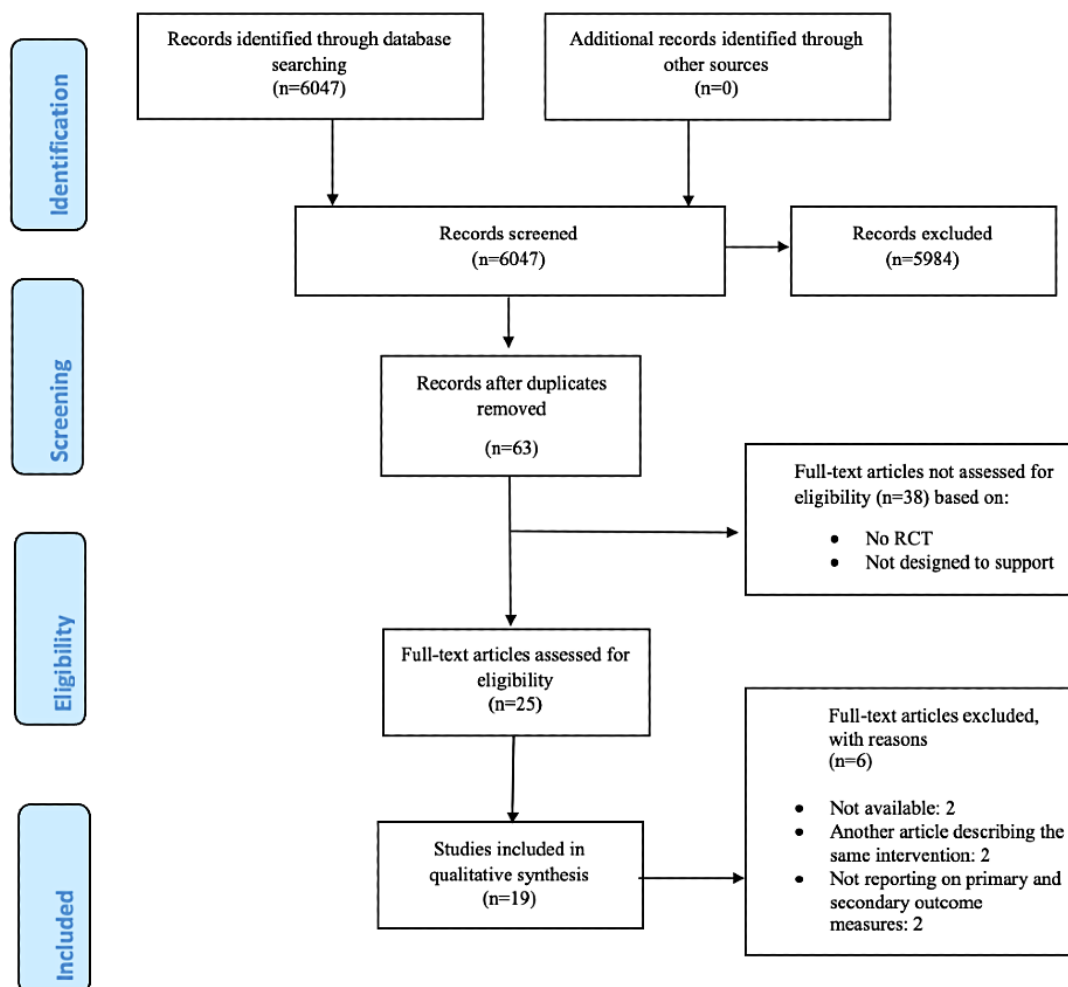 Identification
Records identified through database
searching
(n=6047)
Additional records identified through
other sources
(n=0)
Records screened
(n=6047)
Records excluded
(n=5984)
Screening
Records after duplicates
removed
(n=63)
Full-text articles not assessed for
eligibility (n=38) based on:
• No RCT
• Not designed to support
Eligibility
Full-text articles assessed for
eligibility
(n=25)
Full-text articles excluded,
with reasons
(n=6)
• Not available: 2
• Another article describing the
same intervention: 2
• Not reporting on primary and
secondary outcome
measures: 2
Included
Studies included in
qualitative synthesis
(n=19)